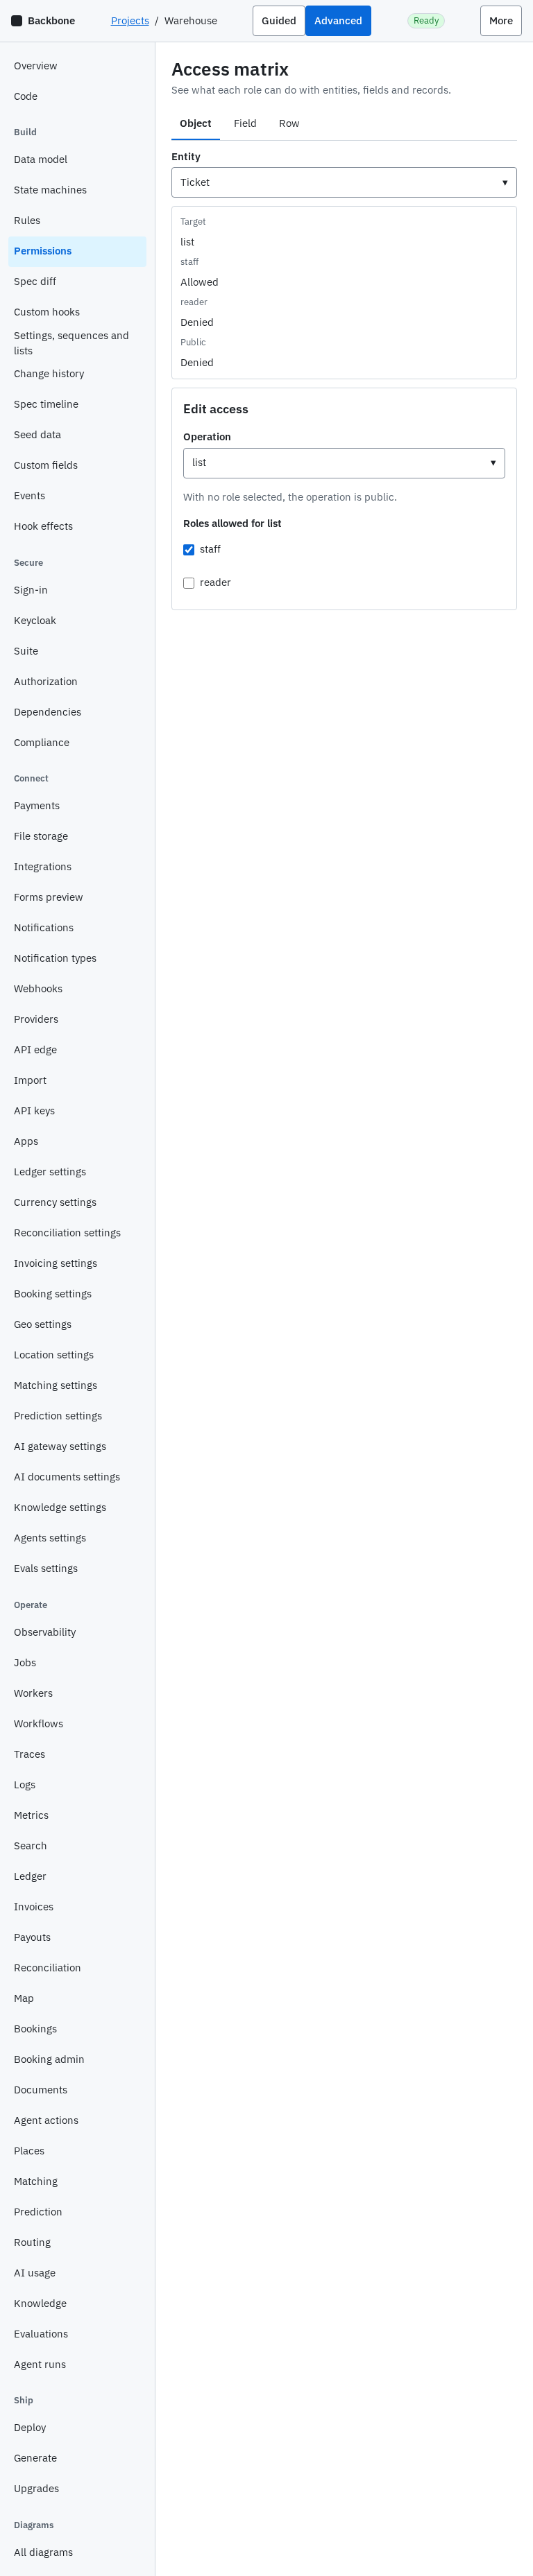 Backbone
Projects / Warehouse
Guided
Advanced
Ready
More
Overview
Code
Build
Data model
State machines
Rules
Permissions
Spec diff
Custom hooks
Settings, sequences and
lists
Change history
Spec timeline
Seed data
Custom fields
Events
Hook effects
Secure
Sign-in
Keycloak
Suite
Authorization
Dependencies
Compliance
Connect
Payments
File storage
Integrations
Forms preview
Notifications
Notification types
Webhooks
Providers
API edge
Import
API keys
Apps
Ledger settings
Currency settings
Reconciliation settings
Invoicing settings
Booking settings
Geo settings
Location settings
Matching settings
Prediction settings
AI gateway settings
AI documents settings
Knowledge settings
Agents settings
Evals settings
Operate
Observability
Jobs
Workers
Workflows
Traces
Logs
Metrics
Search
Ledger
Invoices
Payouts
Reconciliation
Map
Bookings
Booking admin
Documents
Agent actions
Places
Matching
Prediction
Routing
AI usage
Knowledge
Evaluations
Agent runs
Ship
Deploy
Generate
Upgrades
Diagrams
All diagrams
Access matrix
See what each role can do with entities, fields and records.
Object
Field
Row
Entity
Ticket
Target
list
staff
Allowed
reader
Denied
Public
Denied
Edit access
Operation
list
With no role selected, the operation is public.
Roles allowed for list
staff
reader